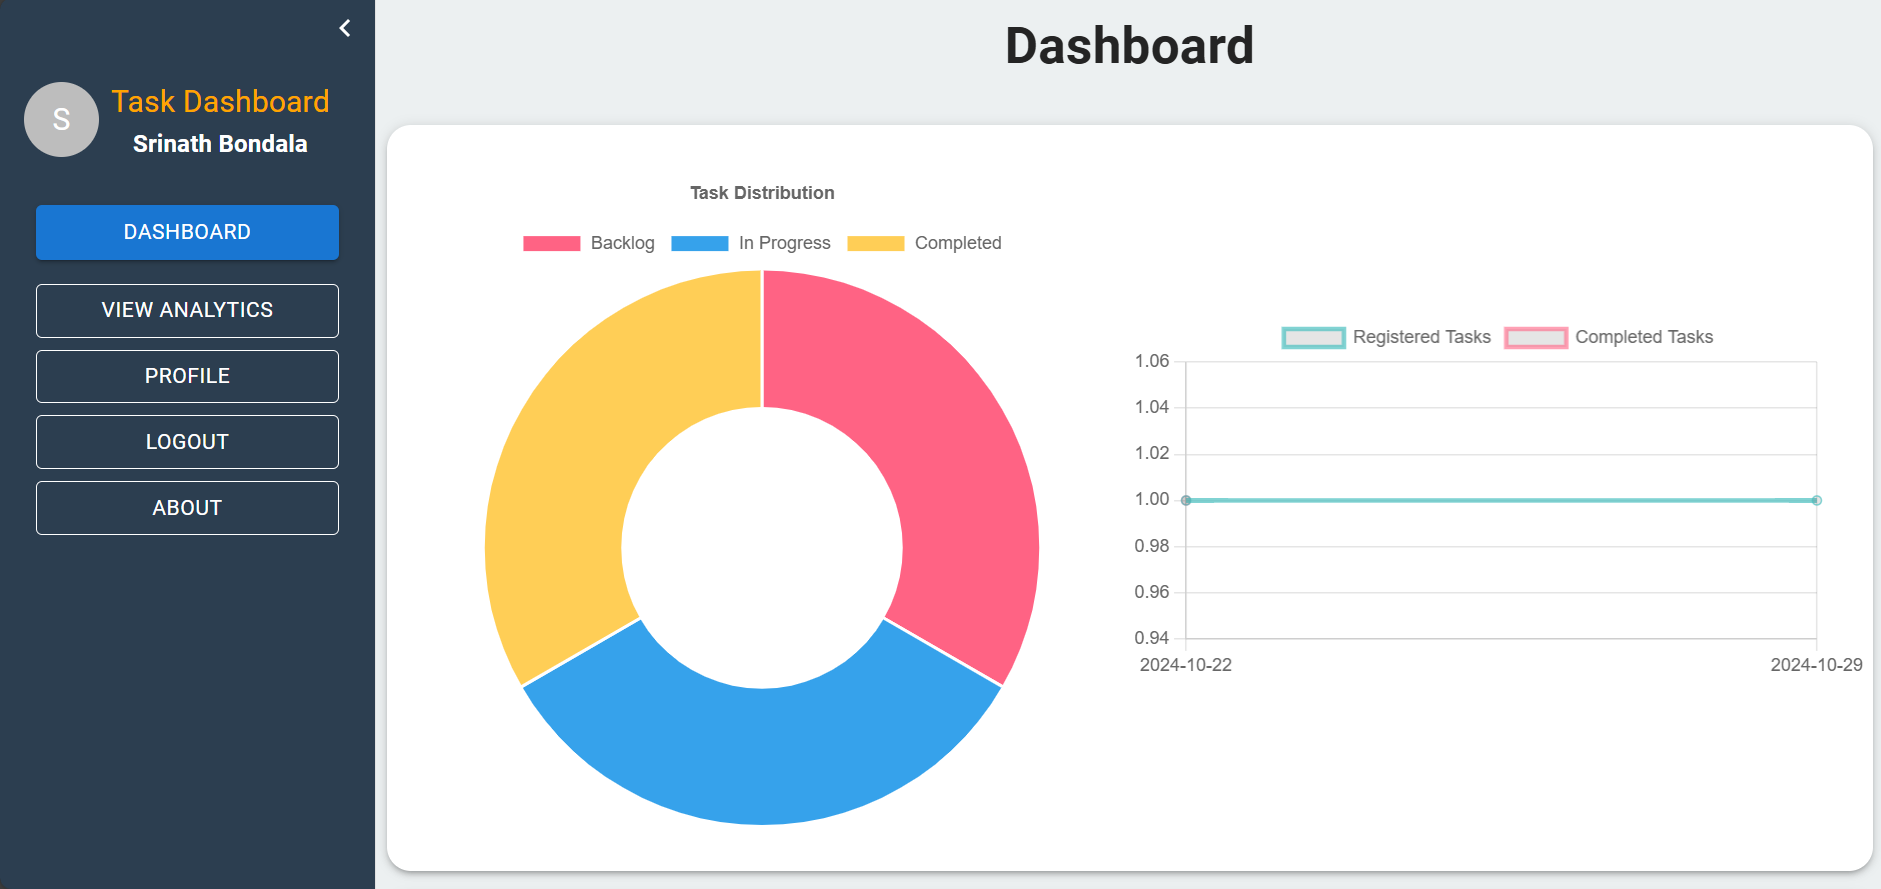 S
Task Dashboard
Srinath Bondala
DASHBOARD
VIEW ANALYTICS
PROFILE
LOGOUT
ABOUT
Dashboard
Task Distribution
Backlog In Progress Completed
Registered Tasks Completed Tasks
1.06
1.04
1.02
1.00
0.98
0.96
0.94
2024-10-22 2024-10-29